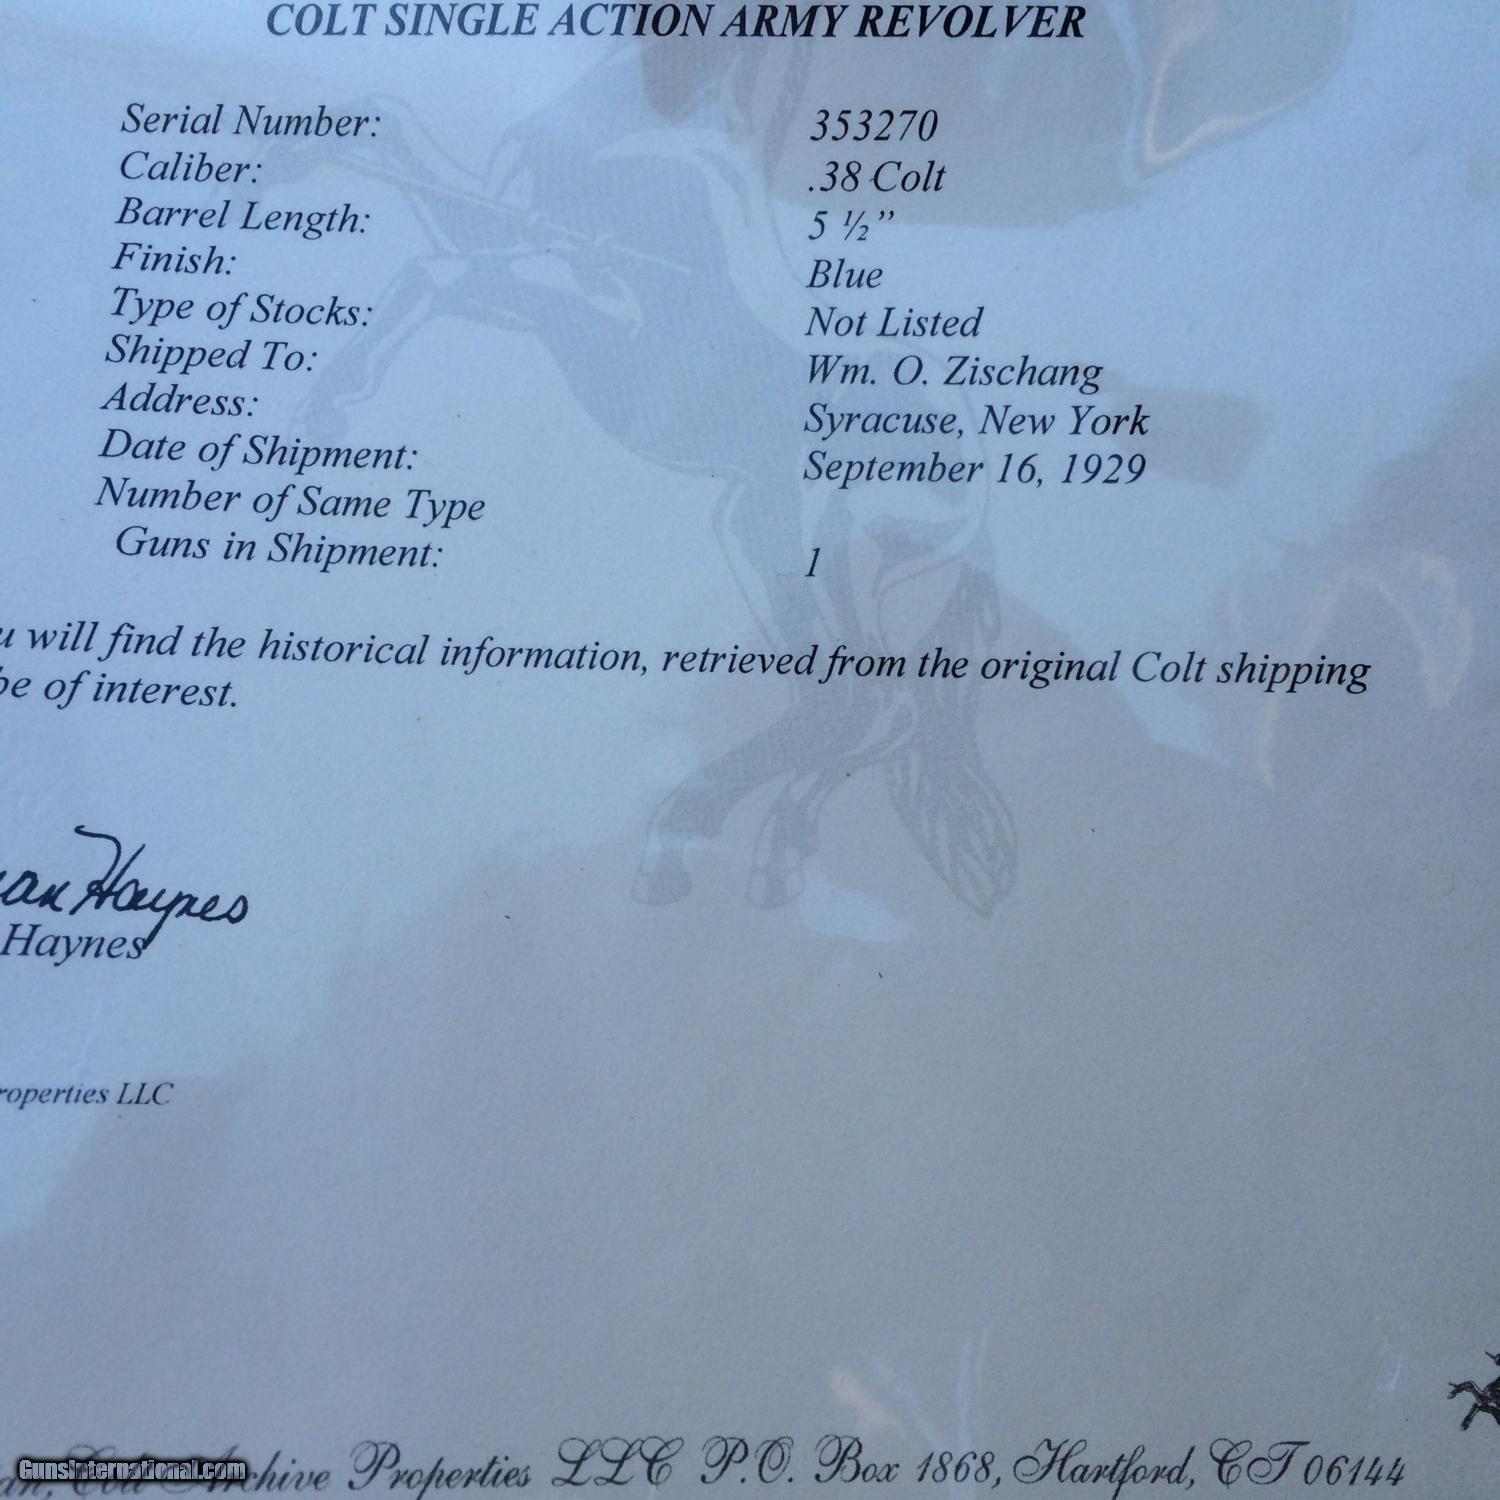 COLT SINGLE ACTION ARMY REVOLVER
Serial Number: 353270
Caliber: .38 Colt
Barrel Length: 5 ½”
Finish: Blue
Type of Stocks: Not Listed
Shipped To: Wm. O. Zischang
Address: Syracuse, New York
Date of Shipment: September 16, 1929
Number of Same Type
Guns in Shipment: 1
u will find the historical information, retrieved from the original Colt shipping
be of interest.
an Haynes
Haynes
roperties LLC
an, Colt Archive Properties LLC P.O. Box 1868, Hartford, CT 06144
GunsInternational.com